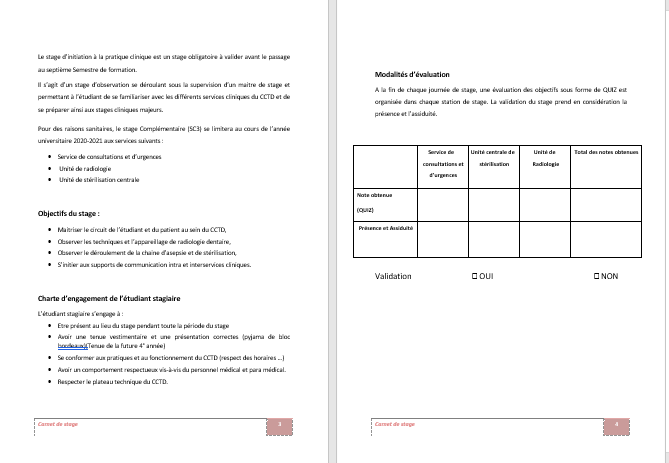 Le stage d'initiation à la pratique clinique est un stage obligatoire à valider avant le passage
au septième Semestre de formation.
Il s'agit d'un stage d'observation se déroulant sous la supervision d'un maitre de stage et
permettant à l'étudiant de se familiariser avec les différents services cliniques du CCTD et de
se préparer ainsi aux stages cliniques majeurs.
Pour des raisons sanitaires, le stage Complémentaire (SC3) se limitera au cours de l'année
universitaire 2020-2021 aux services suivants :
• Service de consultations et d'urgences
• Unité de radiologie
• Unité de stérilisation centrale
Objectifs du stage :
• Maitriser le circuit de l'étudiant et du patient au sein du CCTD,
• Observer les techniques et l'appareillage de radiologie dentaire,
• Observer le déroulement de la chaine d'asepsie et de stérilisation,
• S'initier aux supports de communication intra et interservices cliniques.
Charte d'engagement de l'étudiant stagiaire
L'étudiant stagiaire s'engage à :
• Etre présent au lieu du stage pendant toute la période du stage
• Avoir une tenue vestimentaire et une présentation correctes (pyjama de bloc
bordeaux)(Tenue de la future 4° année)
• Se conformer aux pratiques et au fonctionnement du CCTD (respect des horaires ...)
• Avoir un comportement respectueux vis-à-vis du personnel médical et para médical.
• Respecter le plateau technique du CCTD.
Carnet de stage 3
Modalités d'évaluation
A la fin de chaque journée de stage, une évaluation des objectifs sous forme de QUIZ est
organisée dans chaque station de stage. La validation du stage prend en considération la
présence et l'assiduité.
Service de consultations et d'urgences
Unité centrale de stérilisation
Unité de Radiologie
Total des notes obtenues
Note obtenue
(QUIZ)
Présence et Assiduité
Validation ☐ OUI ☐ NON
Carnet de stage 4